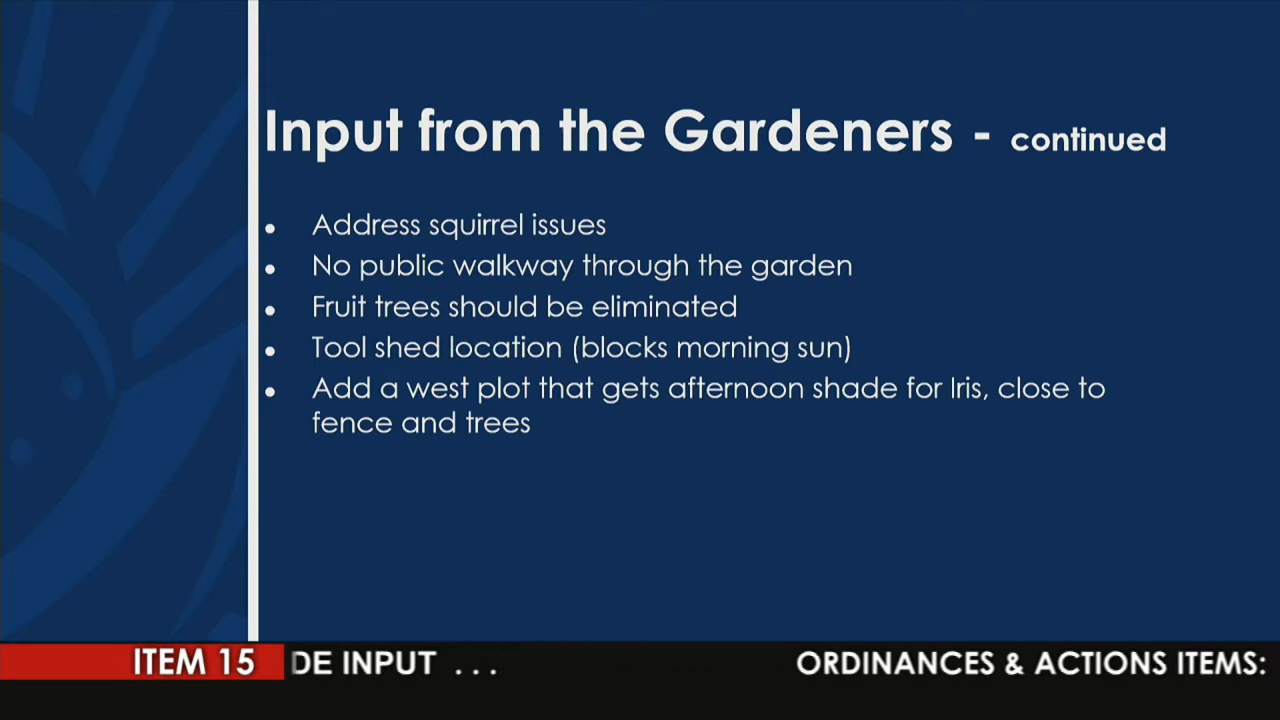 Input from the Gardeners - continued
• Address squirrel issues
• No public walkway through the garden
• Fruit trees should be eliminated
• Tool shed location (blocks morning sun)
• Add a west plot that gets afternoon shade for Iris, close to
fence and trees
ITEM 15 DE INPUT . . . ORDINANCES & ACTIONS ITEMS: